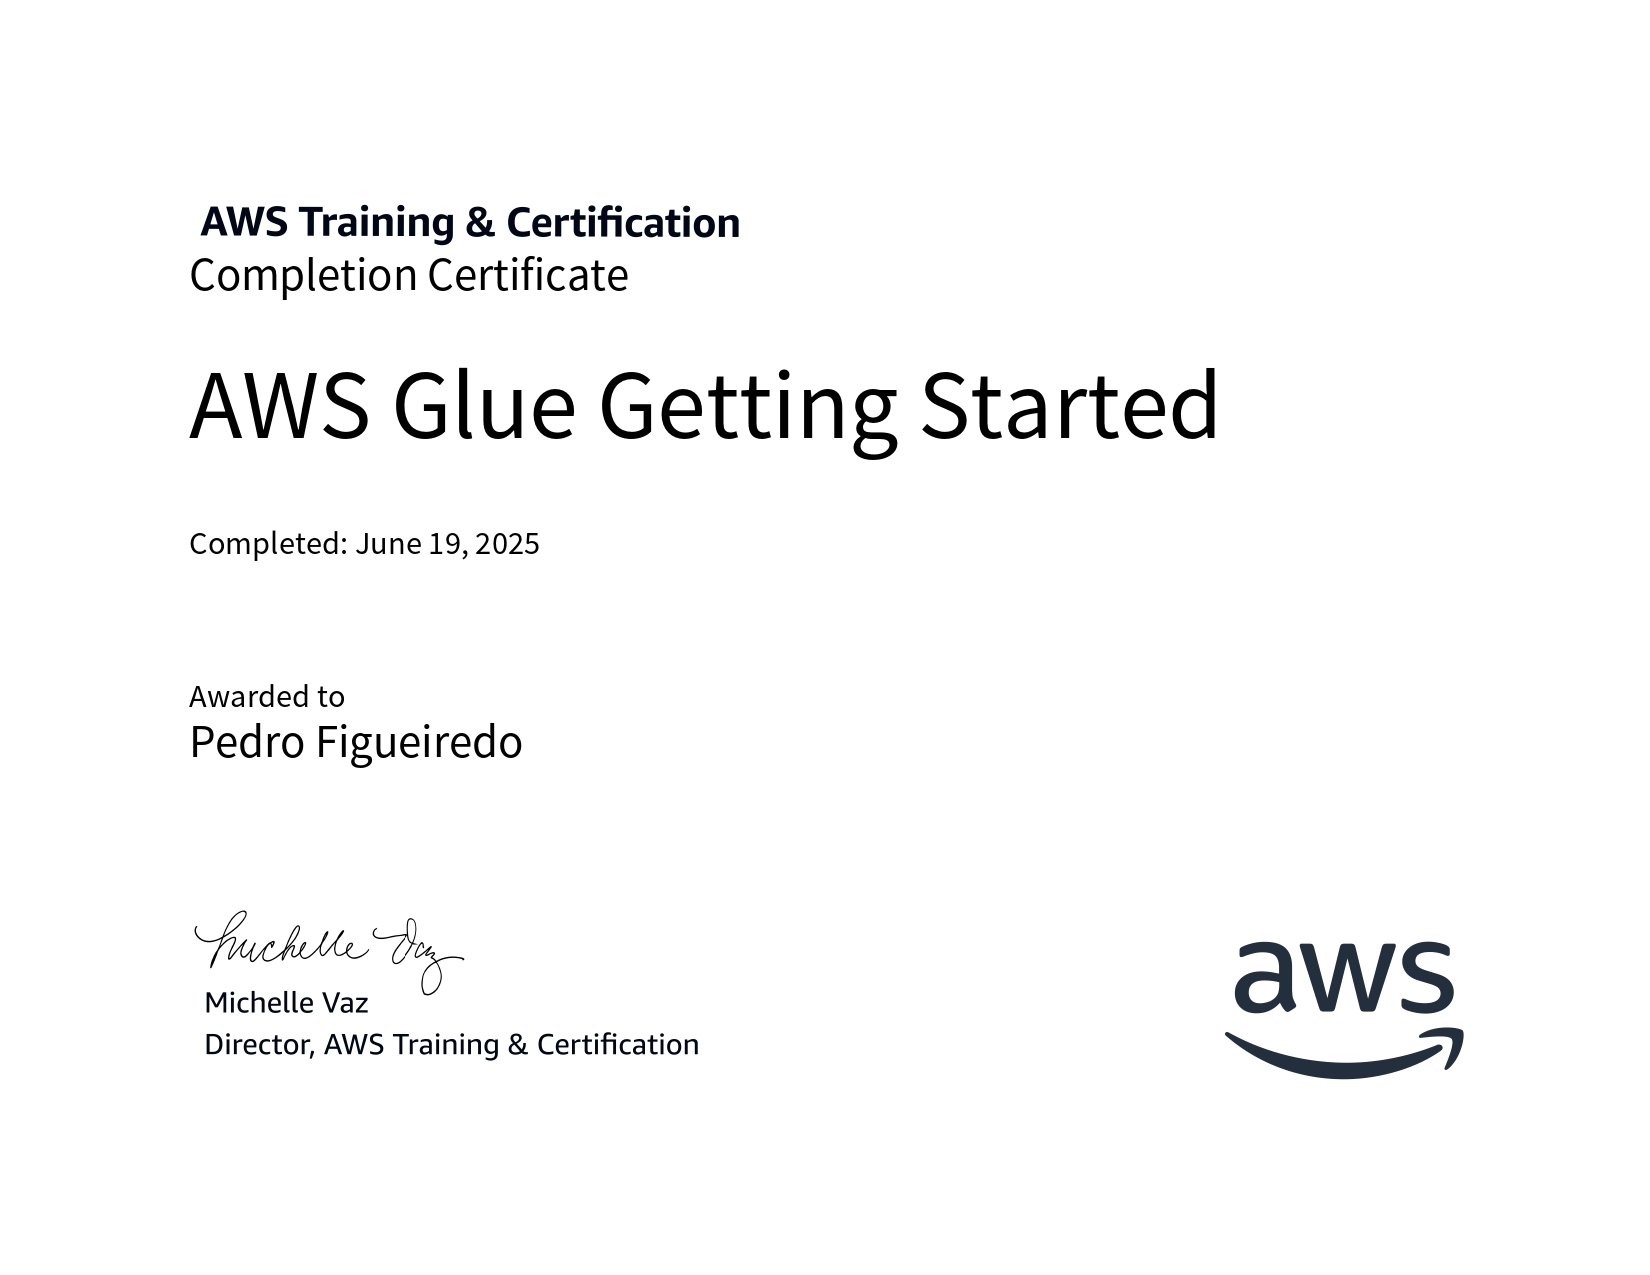 AWS Training & Certification
Completion Certificate
AWS Glue Getting Started
Completed: June 19, 2025
Awarded to
Pedro Figueiredo
Michelle Vaz
Michelle Vaz
Director, AWS Training & Certification
aws